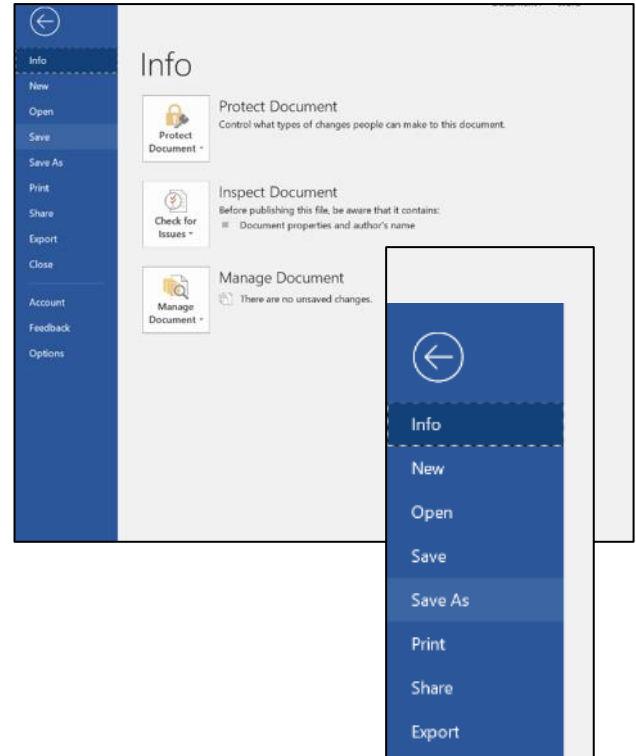 Info
New
Open
Save
Save As
Print
Share
Export
Close
Account
Feedback
Options
Info
Protect Document
Control what types of changes people can make to this document.
Protect
Document
Inspect Document
Before publishing this file, be aware that it contains:
Document properties and author's name
Check for
Issues
Manage Document
There are no unsaved changes.
Manage
Document
Info
New
Open
Save
Save As
Print
Share
Export